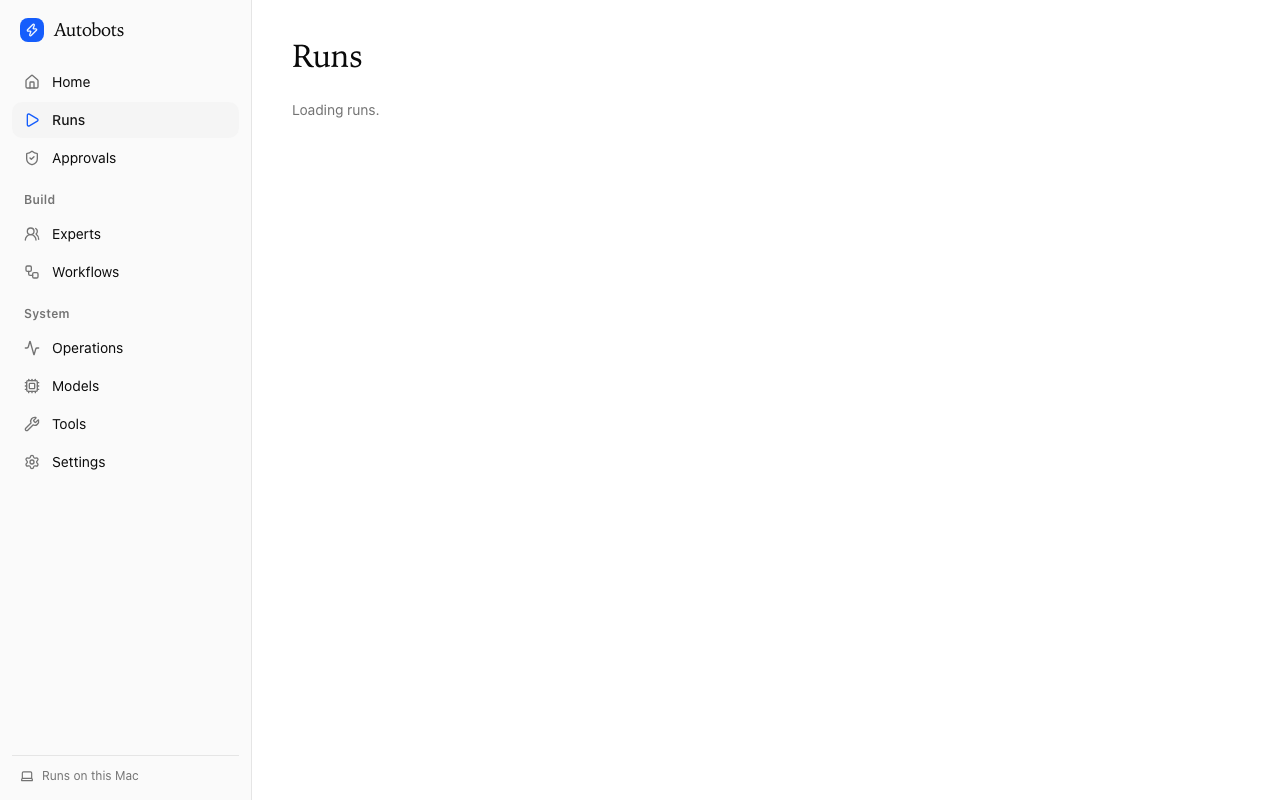 Autobots
Home
Runs
Approvals
Build
Experts
Workflows
System
Operations
Models
Tools
Settings
Runs on this Mac
Runs
Loading runs.